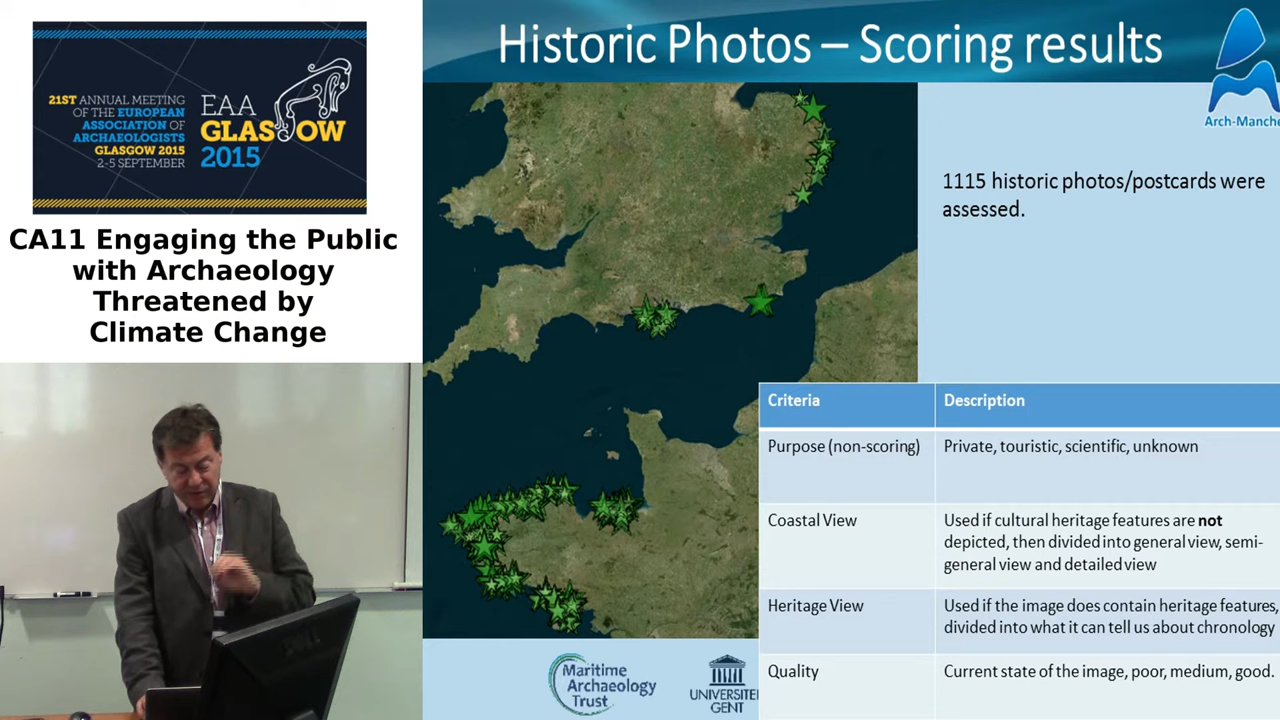 21ST ANNUAL MEETING
OF THE EUROPEAN
ASSOCIATION OF
ARCHAEOLOGISTS
GLASGOW 2015
2-5 SEPTEMBER
EAA
GLASGOW
2015
CA11 Engaging the Public
with Archaeology
Threatened by
Climate Change
Historic Photos – Scoring results
Arch-Manche
1115 historic photos/postcards were
assessed.
Criteria
Description
Purpose (non-scoring)
Private, touristic, scientific, unknown
Coastal View
Used if cultural heritage features are not
depicted, then divided into general view, semi-
general view and detailed view
Heritage View
Used if the image does contain heritage features,
divided into what it can tell us about chronology
Quality
Current state of the image, poor, medium, good.
Maritime
Archaeology
Trust
UNIVERSITEI
GENT
DELL